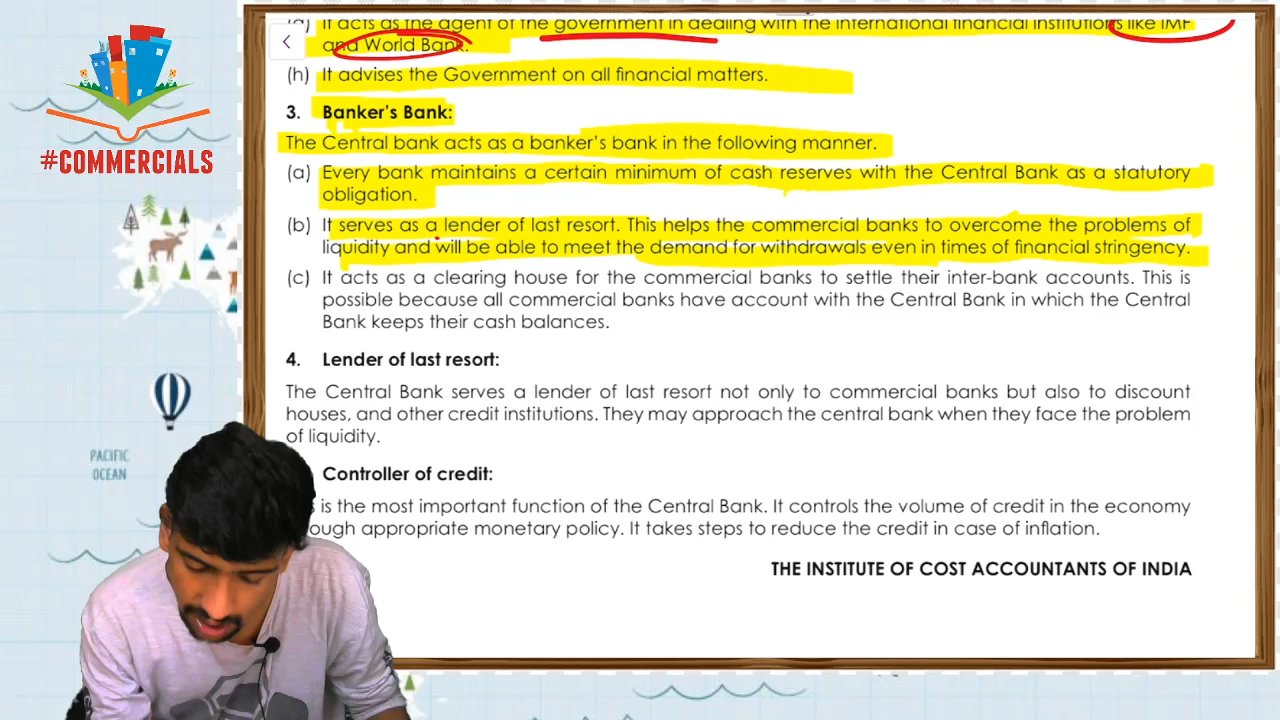 It acts as the agent of the government in dealing with the international financial institutions like IMF
and World Bank.
(h) It advises the Government on all financial matters.
3. Banker's Bank:
The Central bank acts as a banker's bank in the following manner.
(a) Every bank maintains a certain minimum of cash reserves with the Central Bank as a statutory
obligation.
(b) It serves as a lender of last resort. This helps the commercial banks to overcome the problems of
liquidity and will be able to meet the demand for withdrawals even in times of financial stringency.
(c) It acts as a clearing house for the commercial banks to settle their inter-bank accounts. This is
possible because all commercial banks have account with the Central Bank in which the Central
Bank keeps their cash balances.
4. Lender of last resort:
The Central Bank serves a lender of last resort not only to commercial banks but also to discount
houses, and other credit institutions. They may approach the central bank when they face the problem
of liquidity.
Controller of credit:
is the most important function of the Central Bank. It controls the volume of credit in the economy
appropriate monetary policy. It takes steps to reduce the credit in case of inflation.
THE INSTITUTE OF COST ACCOUNTANTS OF INDIA
#COMMERCIALS
PACIFIC
OCEAN